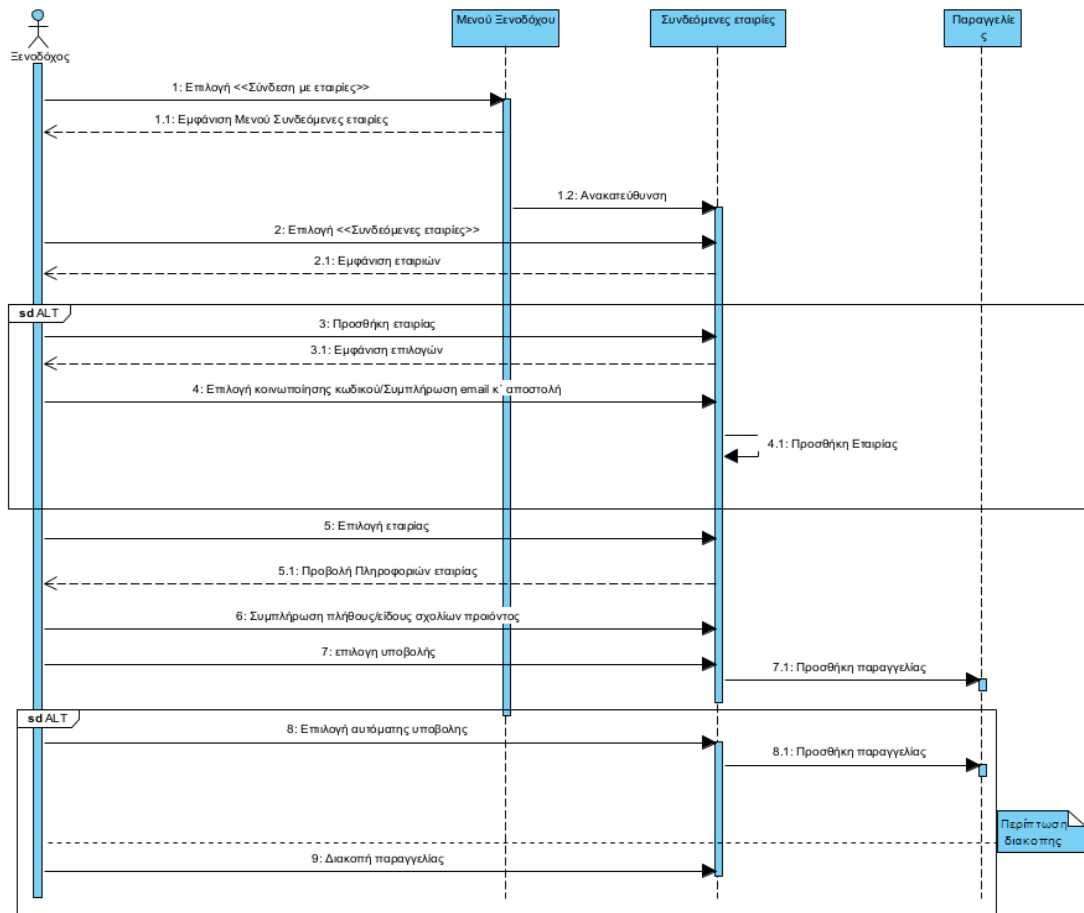 Ξενοδόχος
Μενού Ξενοδόχου
Συνδεόμενες εταιρίες
Παραγγελίε
ς
1: Επιλογή <<Σύνδεση με εταιρίες>>
1.1: Εμφάνιση Μενού Συνδεόμενες εταιρίες
1.2: Ανακατεύθυνση
2: Επιλογή <<Συνδεόμενες εταιρίες>>
2.1: Εμφάνιση εταιριών
sd ALT
3: Προσθήκη εταιρίας
3.1: Εμφάνιση επιλογών
4: Επιλογή κοινωποίησης κωδικού/Συμπλήρωση email κ΄ αποστολή
4.1: Προσθήκη Εταιρίας
5: Επιλογή εταιρίας
5.1: Προβολή Πληροφοριών εταιρίας
6: Συμπλήρωση πλήθους/είδους σχολίων προιόντος
7: επιλογη υποβολής
7.1: Προσθήκη παραγγελίας
sd ALT
8: Επιλογή αυτόματης υποβολης
8.1: Προσθήκη παραγγελίας
Περίπτωση
διακοπης
9: Διακοπή παραγγελίας